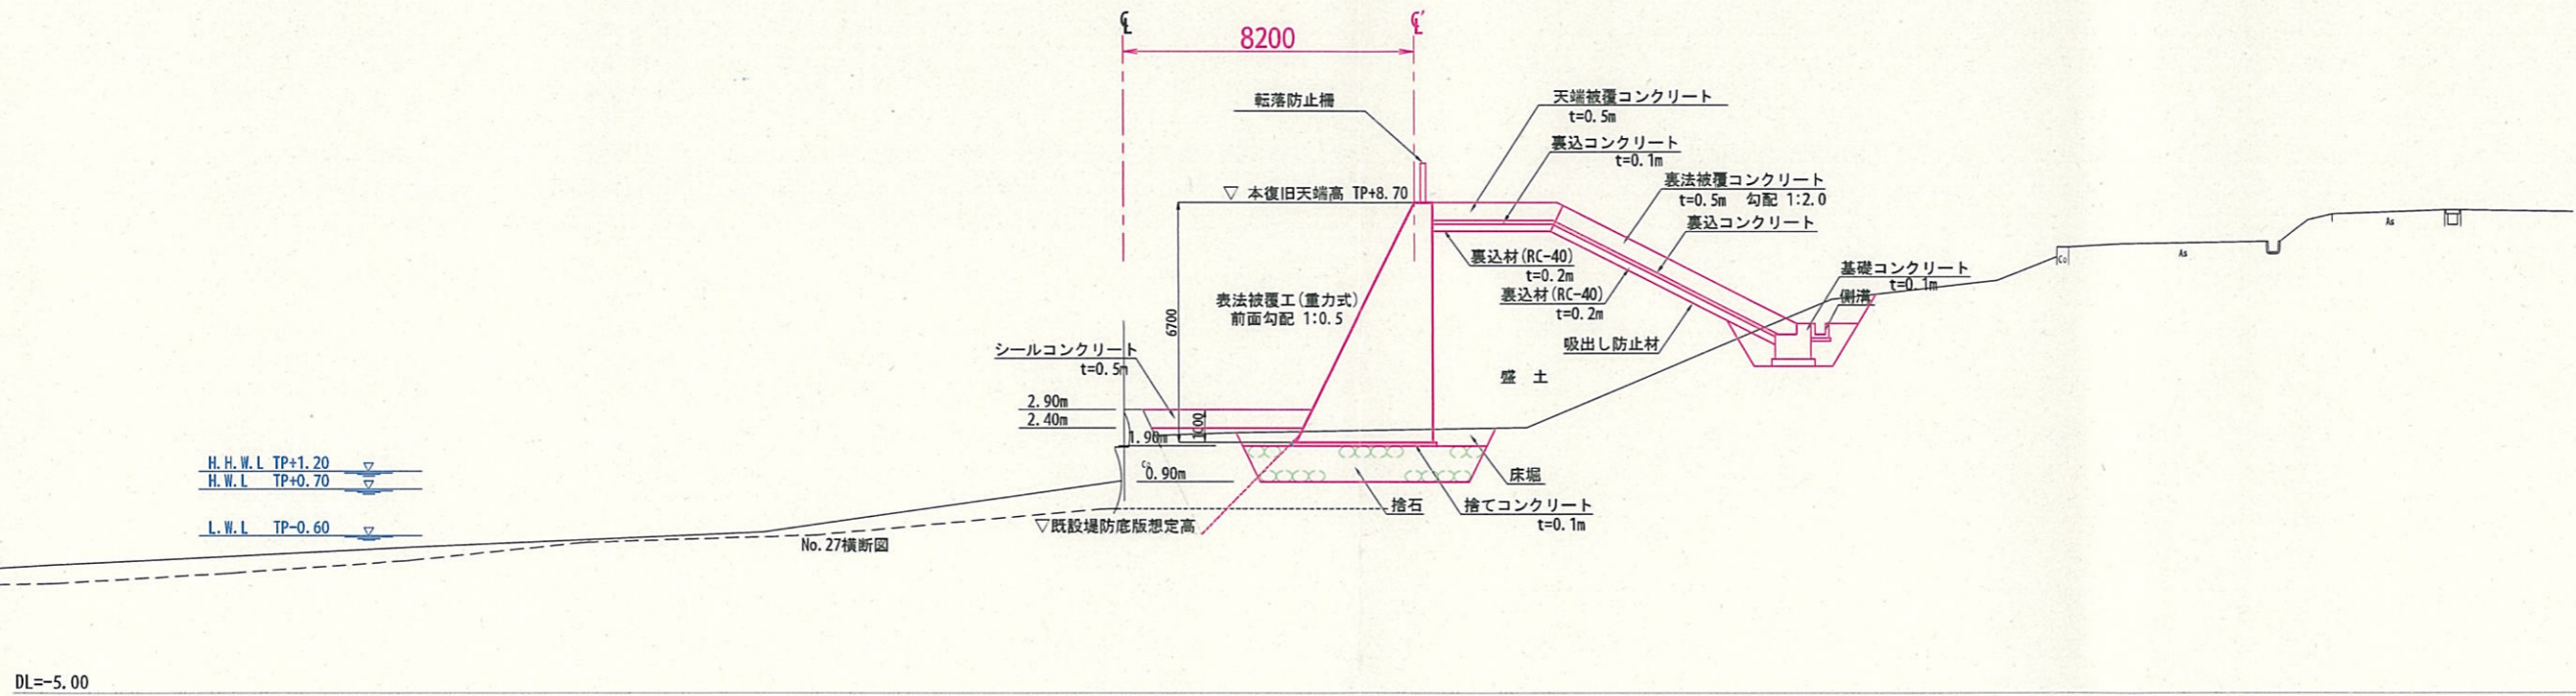 ℄
℄'
8200
転落防止柵
天端被覆コンクリート
t=0.5m
裏込コンクリート
t=0.1m
裏法被覆コンクリート
t=0.5m 勾配 1:2.0
裏込コンクリート
▽ 本復旧天端高 TP+8.70
裏込材(RC-40)
t=0.2m
裏込材(RC-40)
t=0.2m
基礎コンクリート
t=0.1m
側溝
Co
As
As
表法被覆工(重力式)
前面勾配 1:0.5
6700
シールコンクリート
t=0.5m
吸出し防止材
盛 土
2.90m
2.40m
1000
1.90m
Co
0.90m
H.H.W.L TP+1.20
H.W.L TP+0.70
L.W.L TP-0.60
床堀
捨石
捨てコンクリート
t=0.1m
▽既設堤防底版想定高
No.27横断図
DL=-5.00